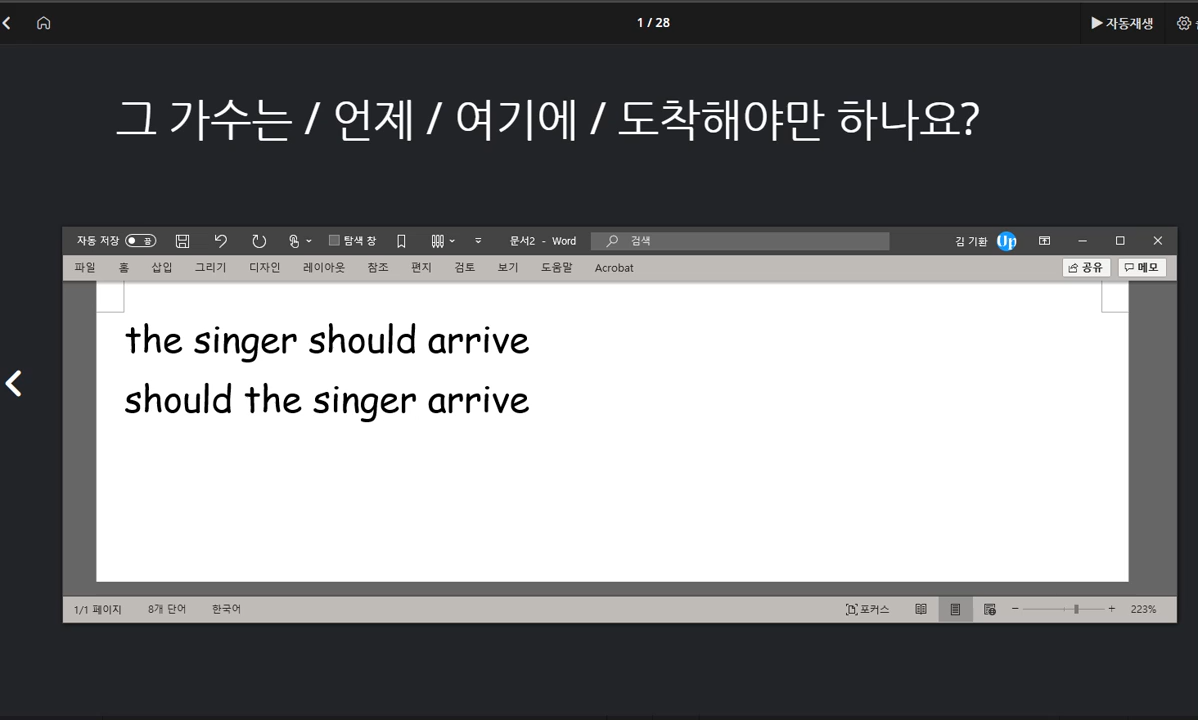 1 / 28
자동재생
그 가수는 / 언제 / 여기에 / 도착해야만 하나요?
자동 저장 끔 탐색 창 문서2 - Word 검색 김 기환 Up
파일 홈 삽입 그리기 디자인 레이아웃 참조 편지 검토 보기 도움말 Acrobat 공유 메모
the singer should arrive
should the singer arrive
1/1 페이지 8개 단어 한국어 포커스 223%